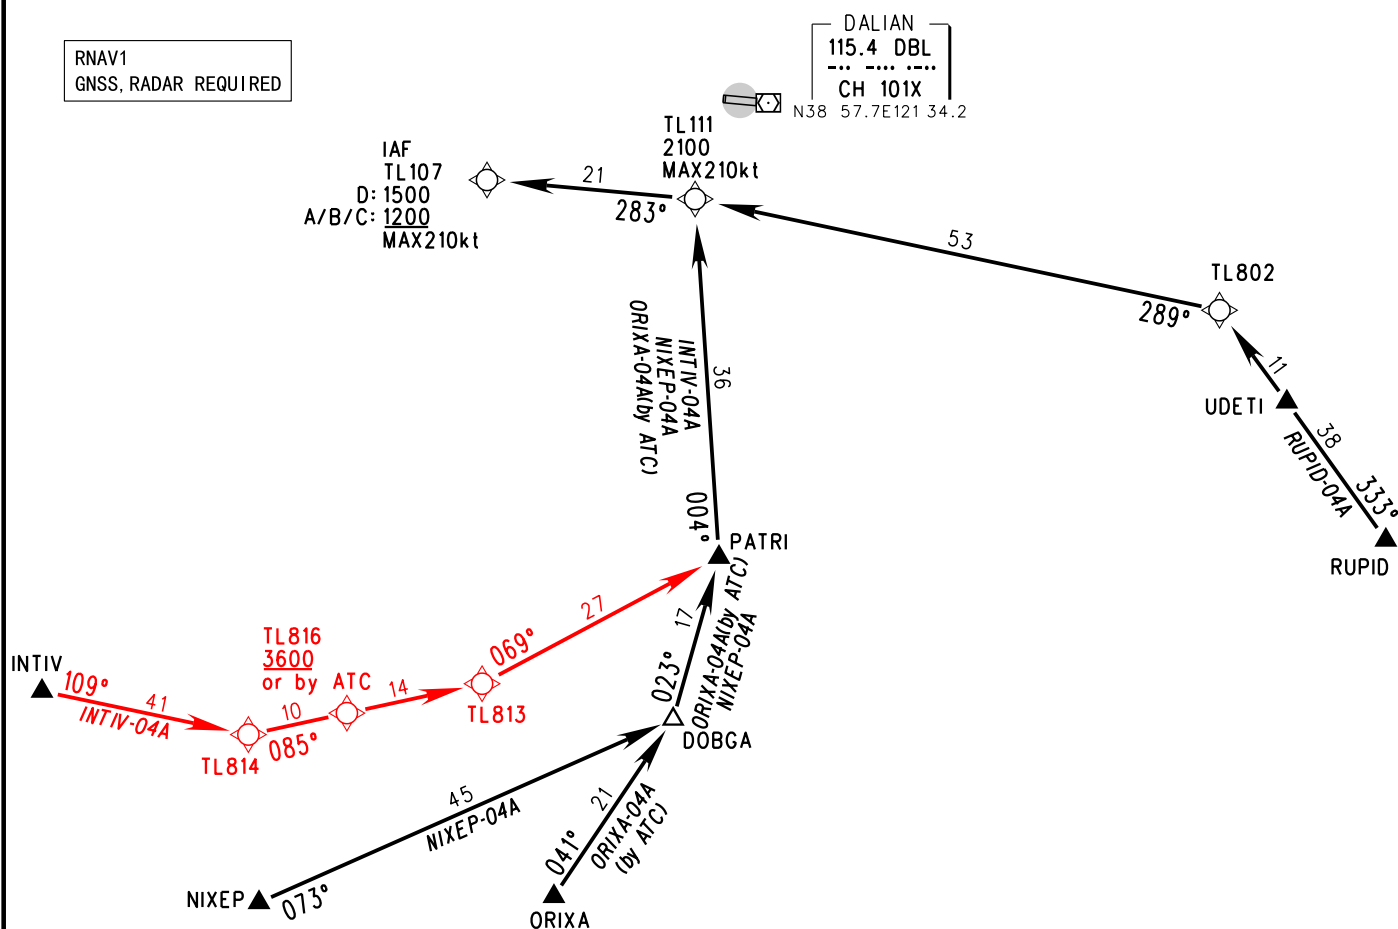 RNAV1
GNSS, RADAR REQUIRED
DALIAN
115.4 DBL
CH 101X
N38 57.7E121 34.2
IAF
TL107
D: 1500
A/B/C: 1200
MAX210kt
21
283°
TL111
2100
MAX210kt
53
TL802
289°
11
UDETI
38
RUPID-04A
333°
RUPID
36
INTIV-04A
NIXEP-04A
ORIXA-04A(by ATC)
004°
PATRI
27
069°
TL816
3600
or by ATC
INTIV
109°
41
INTIV-04A
TL814
10
085°
14
TL813
17
023°
ORIXA-04A(by ATC)
NIXEP-04A
DOBGA
45
NIXEP-04A
NIXEP
073°
21
041°
ORIXA-04A
(by ATC)
ORIXA